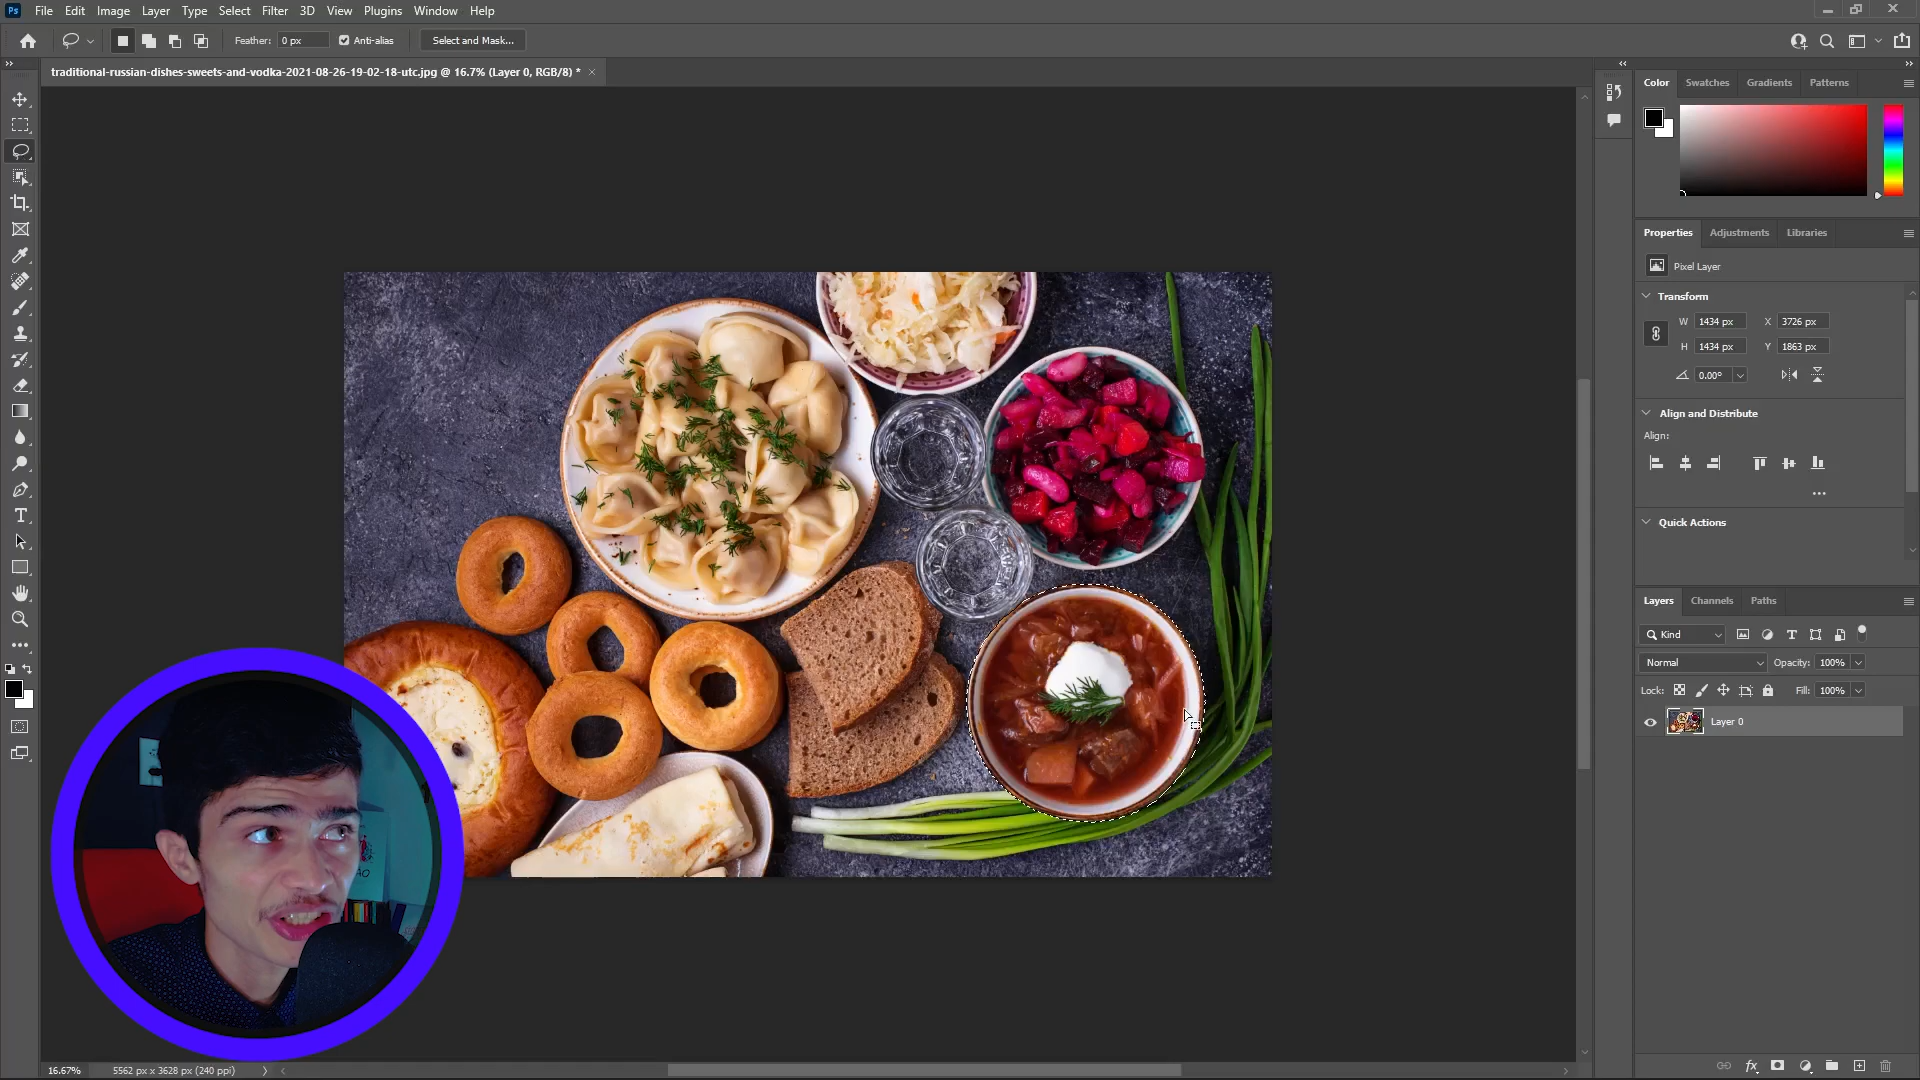 Ps File Edit Image Layer Type Select Filter 3D View Plugins Window Help
Feather: 0 px Anti-alias Select and Mask...
traditional-russian-dishes-sweets-and-vodka-2021-08-26-19-02-18-utc.jpg @ 16.7% (Layer 0, RGB/8) *
Color Swatches Gradients Patterns
Properties Adjustments Libraries
Pixel Layer
Transform
W 1434 px X 3726 px
H 1434 px Y 1863 px
0.00°
Align and Distribute
Align:
Quick Actions
Layers Channels Paths
Kind
Normal Opacity: 100%
Lock: Fill: 100%
Layer 0
16.67% 5562 px x 3628 px (240 ppi)